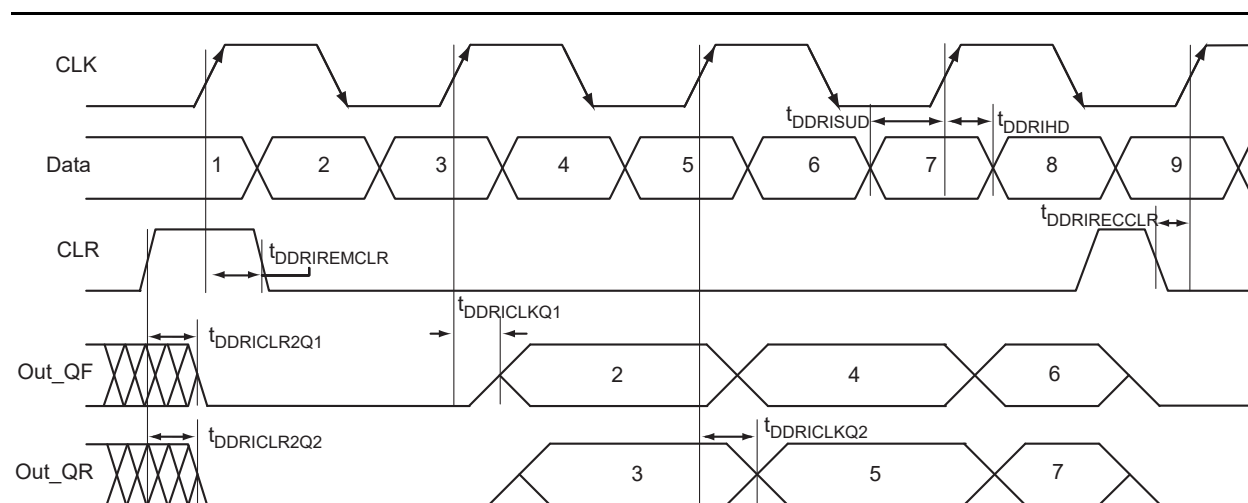 CLK
tDDRISUD
tDDRIHD
Data
1 2 3 4 5 6 7 8 9
tDDRIRECCLR
CLR
tDDRIREMCLR
tDDRICLKQ1
tDDRICLR2Q1
Out_QF
2 4 6
tDDRICLR2Q2
tDDRICLKQ2
Out_QR
3 5 7